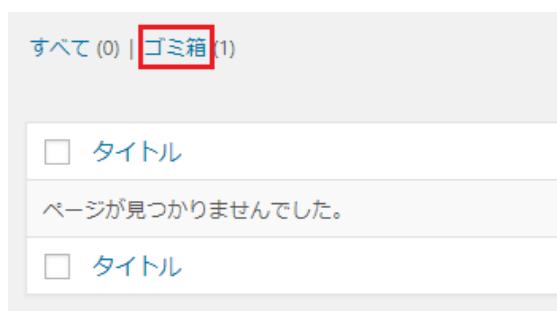 すべて (0) | ゴミ箱 (1)
タイトル
ページが見つかりませんでした。
タイトル